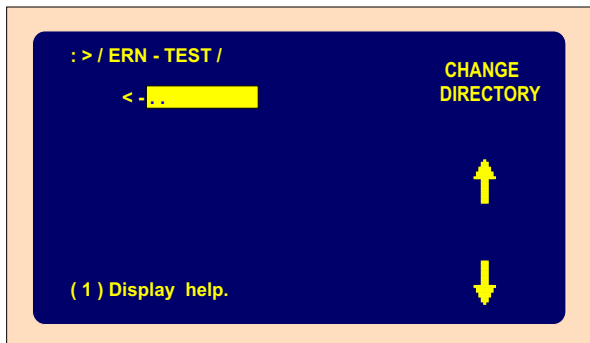 : > / ERN - TEST /
CHANGE
DIRECTORY
< - . .
( 1 ) Display help.